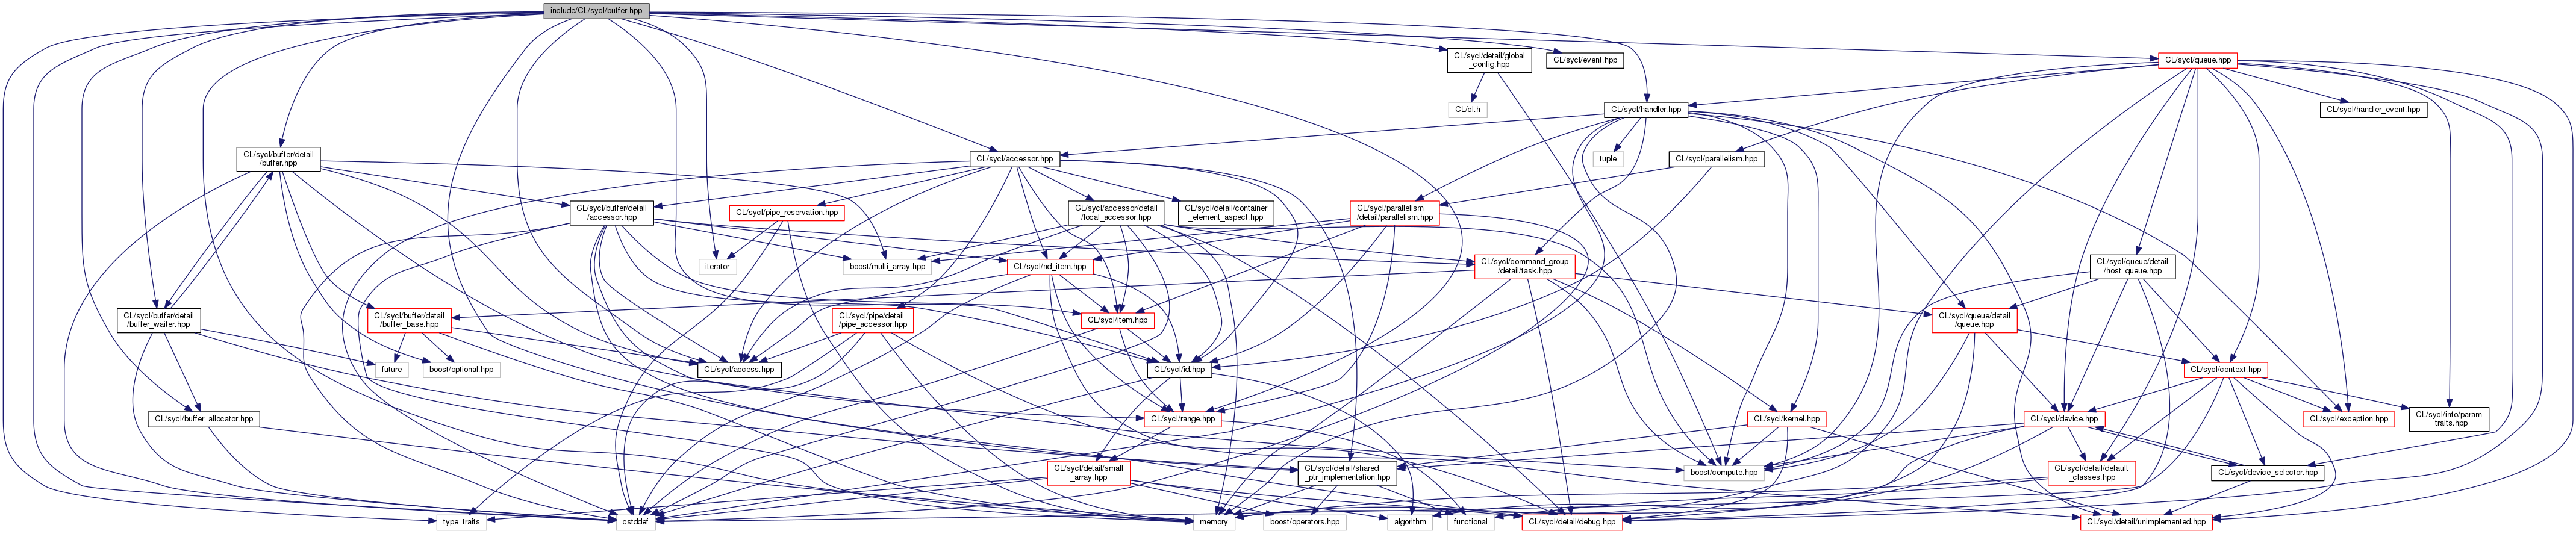 include/CL/sycl/buffer.hpp
CL/sycl/detail/global
_config.hpp
CL/sycl/event.hpp
CL/sycl/queue.hpp
CL/cl.h
CL/sycl/handler.hpp
CL/sycl/handler_event.hpp
CL/sycl/buffer/detail
/buffer.hpp
CL/sycl/accessor.hpp
tuple
CL/sycl/parallelism.hpp
CL/sycl/buffer/detail
/accessor.hpp
CL/sycl/pipe_reservation.hpp
CL/sycl/accessor/detail
/local_accessor.hpp
CL/sycl/detail/container
_element_aspect.hpp
CL/sycl/parallelism
/detail/parallelism.hpp
iterator
boost/multi_array.hpp
CL/sycl/nd_item.hpp
CL/sycl/command_group
/detail/task.hpp
CL/sycl/queue/detail
/host_queue.hpp
CL/sycl/buffer/detail
/buffer_waiter.hpp
CL/sycl/buffer/detail
/buffer_base.hpp
CL/sycl/pipe/detail
/pipe_accessor.hpp
CL/sycl/item.hpp
CL/sycl/queue/detail
/queue.hpp
future
boost/optional.hpp
CL/sycl/access.hpp
CL/sycl/id.hpp
CL/sycl/context.hpp
CL/sycl/buffer_allocator.hpp
CL/sycl/range.hpp
CL/sycl/kernel.hpp
CL/sycl/device.hpp
CL/sycl/exception.hpp
CL/sycl/info/param
_traits.hpp
CL/sycl/detail/small
_array.hpp
CL/sycl/detail/shared
_ptr_implementation.hpp
boost/compute.hpp
CL/sycl/detail/default
_classes.hpp
CL/sycl/device_selector.hpp
type_traits
cstddef
memory
boost/operators.hpp
algorithm
functional
CL/sycl/detail/debug.hpp
CL/sycl/detail/unimplemented.hpp